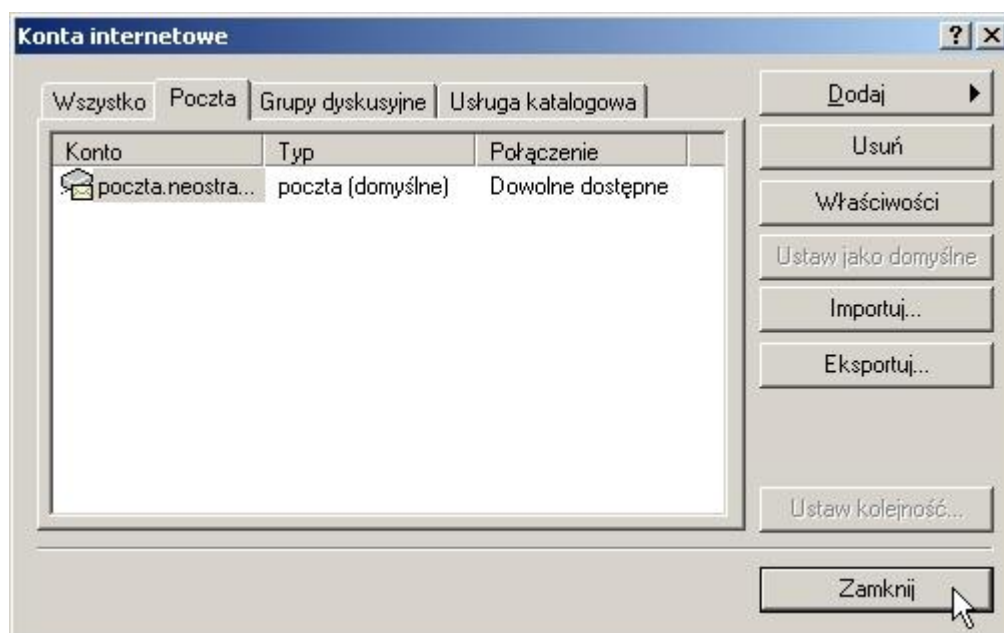 Konta internetowe
Wszystko Poczta Grupy dyskusyjne Usługa katalogowa
Konto Typ Połączenie
poczta.neostra... poczta (domyślne) Dowolne dostępne
Dodaj
Usuń
Właściwości
Ustaw jako domyślne
Importuj...
Eksportuj...
Ustaw kolejność...
Zamknij